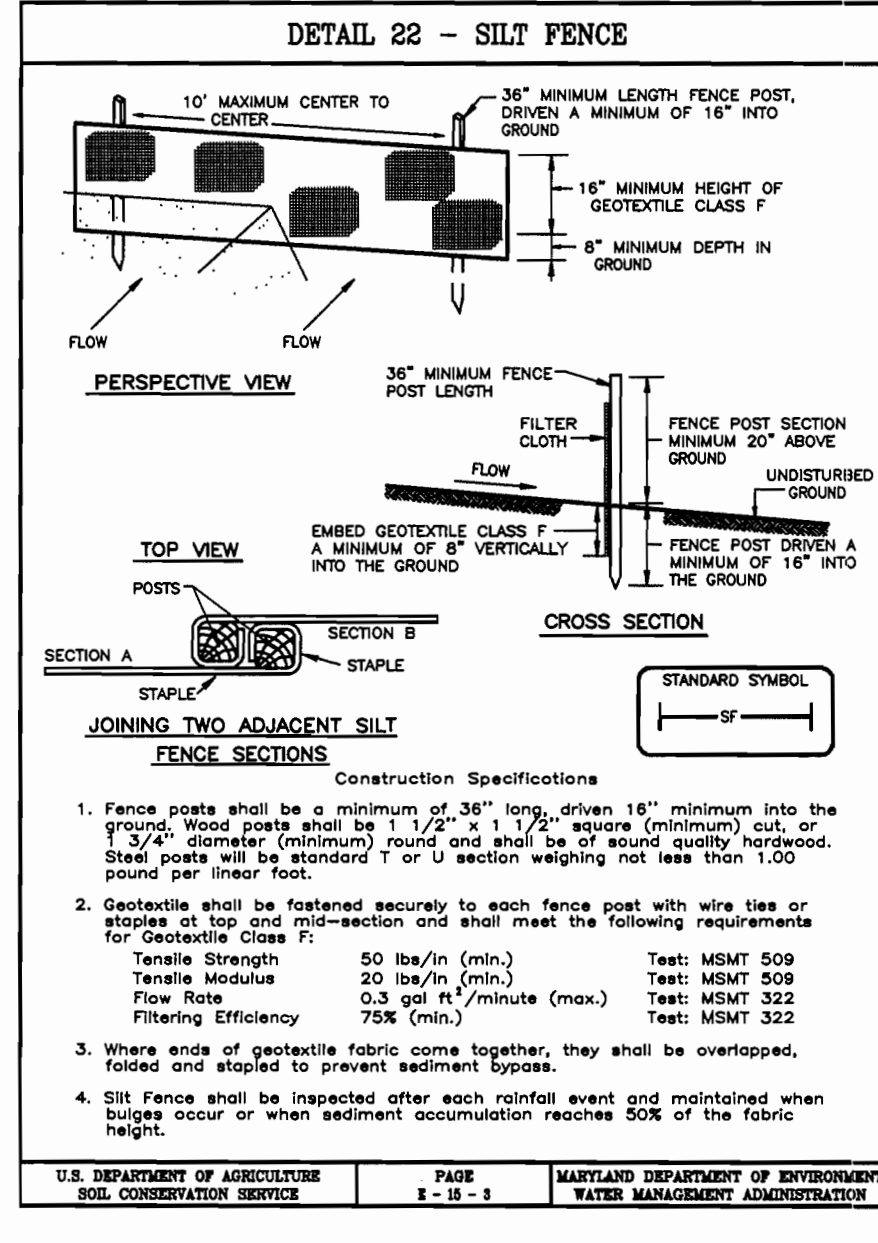 DETAIL 22 - SILT FENCE
10' MAXIMUM CENTER TO
CENTER
36" MINIMUM LENGTH FENCE POST,
DRIVEN A MINIMUM OF 16" INTO
GROUND
16" MINIMUM HEIGHT OF
GEOTEXTILE CLASS F
8" MINIMUM DEPTH IN
GROUND
FLOW
FLOW
PERSPECTIVE VIEW
36" MINIMUM FENCE
POST LENGTH
FILTER
CLOTH
FENCE POST SECTION
MINIMUM 20" ABOVE
GROUND
FLOW
UNDISTURBED
GROUND
EMBED GEOTEXTILE CLASS F
A MINIMUM OF 8" VERTICALLY
INTO THE GROUND
FENCE POST DRIVEN A
MINIMUM OF 16" INTO
THE GROUND
CROSS SECTION
TOP VIEW
POSTS
SECTION B
SECTION A
STAPLE
STAPLE
JOINING TWO ADJACENT SILT
FENCE SECTIONS
STANDARD SYMBOL
SF
Construction Specifications
1. Fence posts shall be a minimum of 36" long, driven 16" minimum into the
ground. Wood posts shall be 1 1/2" x 1 1/2" square (minimum) cut, or
1 3/4" diameter (minimum) round and shall be of sound quality hardwood.
Steel posts will be standard T or U section weighing not less than 1.00
pound per linear foot.
2. Geotextile shall be fastened securely to each fence post with wire ties or
staples at top and mid-section and shall meet the following requirements
for Geotextile Class F:
Tensile Strength 50 lbs/in (min.) Test: MSMT 509
Tensile Modulus 20 lbs/in (min.) Test: MSMT 509
Flow Rate 0.3 gal ft²/minute (max.) Test: MSMT 322
Filtering Efficiency 75% (min.) Test: MSMT 322
3. Where ends of geotextile fabric come together, they shall be overlapped,
folded and stapled to prevent sediment bypass.
4. Silt Fence shall be inspected after each rainfall event and maintained when
bulges occur or when sediment accumulation reaches 50% of the fabric
height.
U.S. DEPARTMENT OF AGRICULTURE
SOIL CONSERVATION SERVICE
PAGE
E - 15 - 3
MARYLAND DEPARTMENT OF ENVIRONMENT
WATER MANAGEMENT ADMINISTRATION